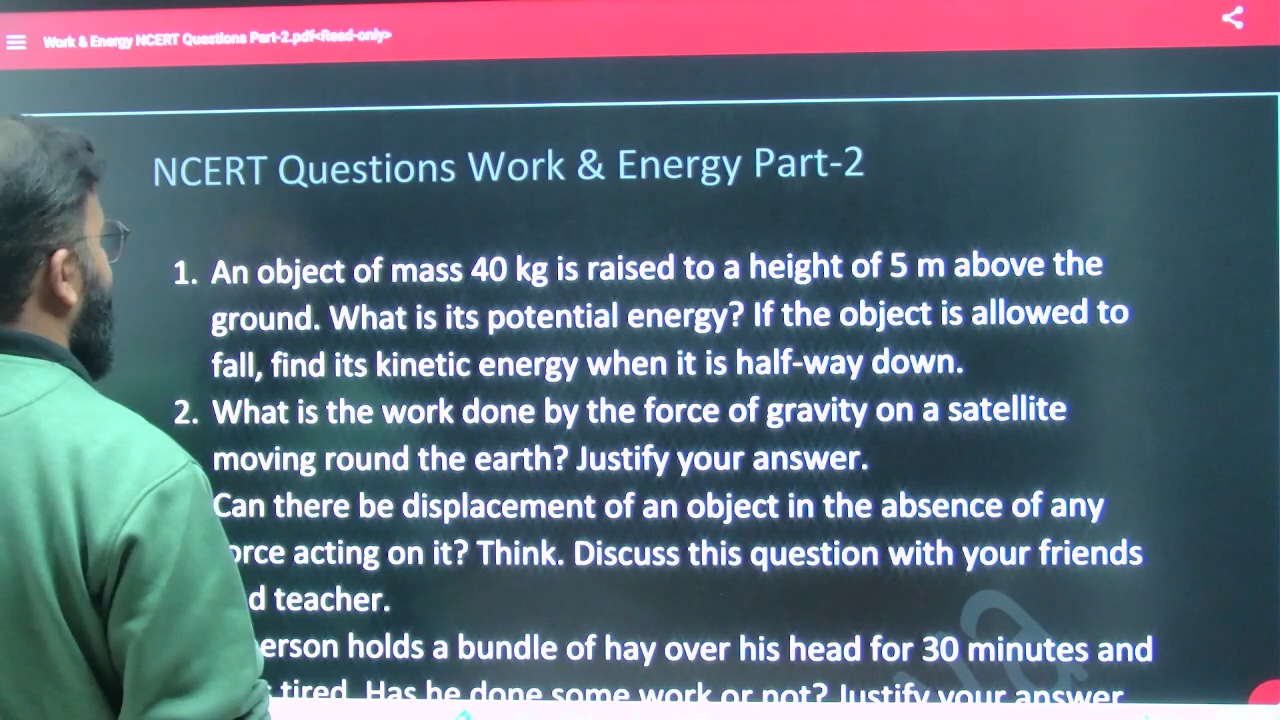 Work & Energy NCERT Questions Part-2.pdf<Read-only>
NCERT Questions Work & Energy Part-2
1. An object of mass 40 kg is raised to a height of 5 m above the
ground. What is its potential energy? If the object is allowed to
fall, find its kinetic energy when it is half-way down.
2. What is the work done by the force of gravity on a satellite
moving round the earth? Justify your answer.
Can there be displacement of an object in the absence of any
orce acting on it? Think. Discuss this question with your friends
d teacher.
erson holds a bundle of hay over his head for 30 minutes and
tired. Has he done some work or not? Justify your answer.